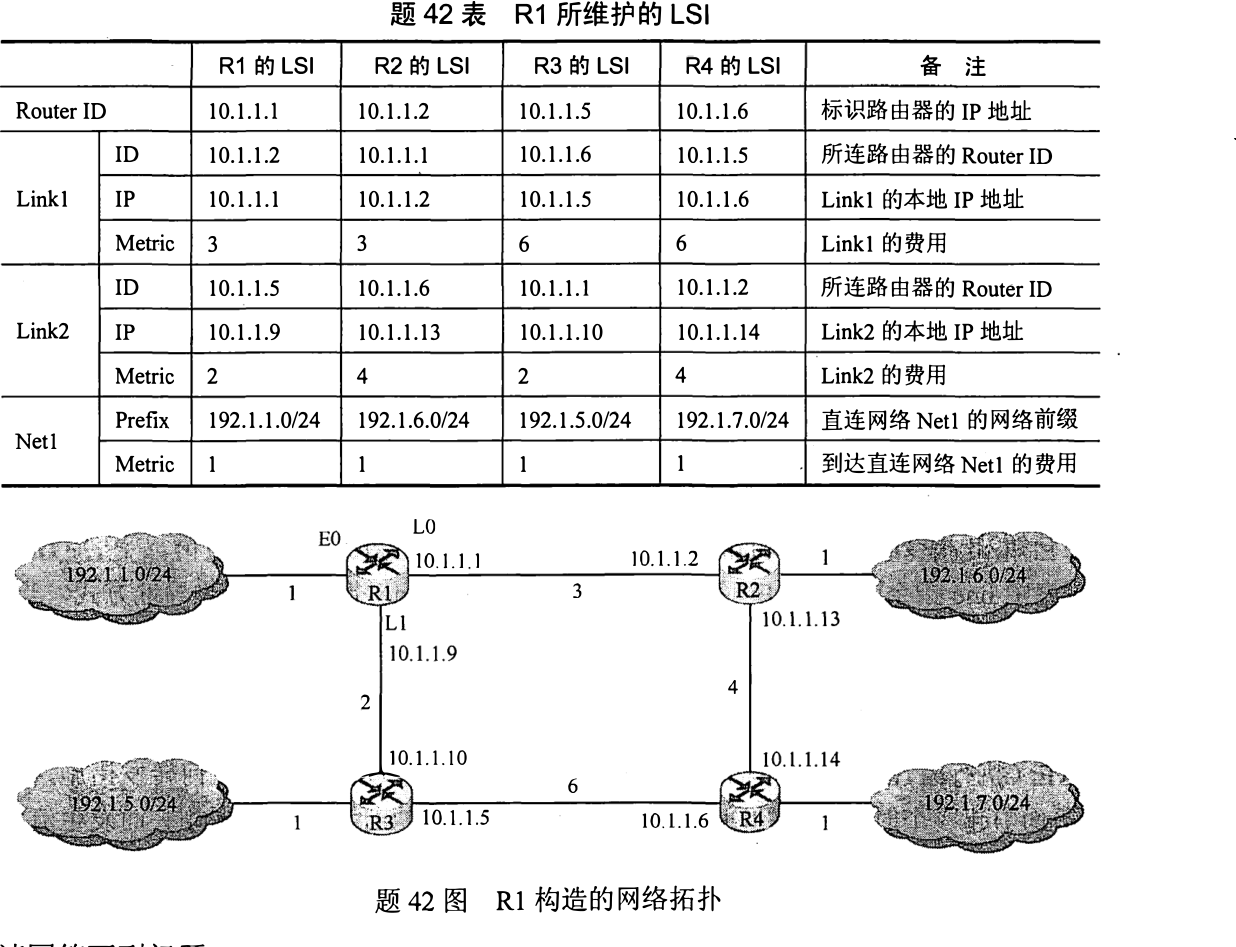 题 42 表 R1 所维护的 LSI
R1 的 LSI R2 的 LSI R3 的 LSI R4 的 LSI 备 注
Router ID 10.1.1.1 10.1.1.2 10.1.1.5 10.1.1.6 标识路由器的 IP 地址
Link1
ID 10.1.1.2 10.1.1.1 10.1.1.6 10.1.1.5 所连路由器的 Router ID
IP 10.1.1.1 10.1.1.2 10.1.1.5 10.1.1.6 Link1 的本地 IP 地址
Metric 3 3 6 6 Link1 的费用
Link2
ID 10.1.1.5 10.1.1.6 10.1.1.1 10.1.1.2 所连路由器的 Router ID
IP 10.1.1.9 10.1.1.13 10.1.1.10 10.1.1.14 Link2 的本地 IP 地址
Metric 2 4 2 4 Link2 的费用
Net1
Prefix 192.1.1.0/24 192.1.6.0/24 192.1.5.0/24 192.1.7.0/24 直连网络 Net1 的网络前缀
Metric 1 1 1 1 到达直连网络 Net1 的费用
E0 L0
192.1.1.0/24 10.1.1.1 10.1.1.2 1 192.1.6.0/24
1 R1 3 R2
L1 10.1.1.13
10.1.1.9
2 4
10.1.1.10 10.1.1.14
192.1.5.0/24 6 192.1.7.0/24
1 R3 10.1.1.5 10.1.1.6 R4 1
题 42 图 R1 构造的网络拓扑